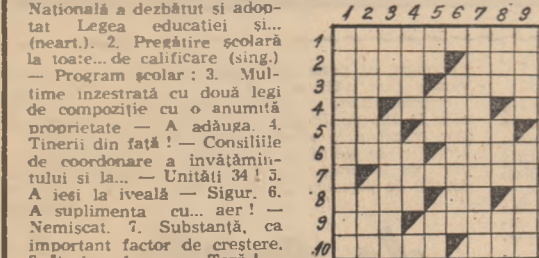 Națională a dezbătut și adop-
tat Legea educației și...
(neart.). 2. Pregătire școlară
la toate... de calificare (sing.)
— Program școlar : 3. Mul-
țime înzestrată cu două legi
de compoziție cu o anumită
proprietate — A adăuga. 4.
Tinerii din față ! — Consiliile
de coordonare a învățămîn-
tului și la... — Unități 34 ! 5.
A ieși la iveală — Sigur. 6.
A suplimenta cu... aer ! —
Nemișcat. 7. Substanță, ca
important factor de creștere.
1 2 3 4 5 6 7 8 9
1
2
3
4
5
6
7
8
9
10